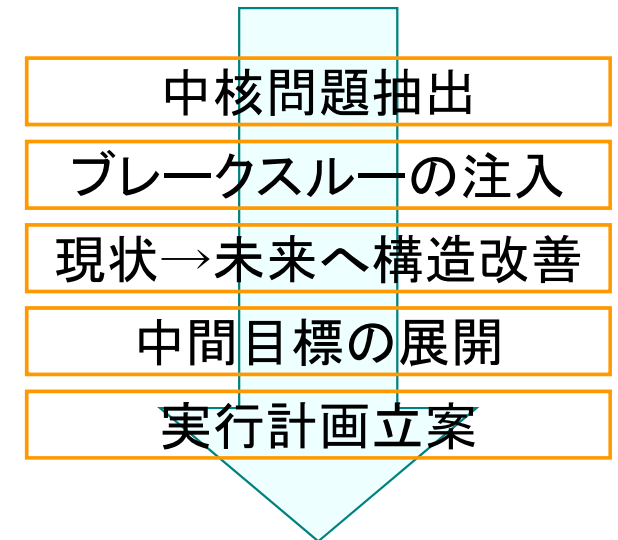 中核問題抽出
ブレークスルーの注入
現状→未来へ構造改善
中間目標の展開
実行計画立案